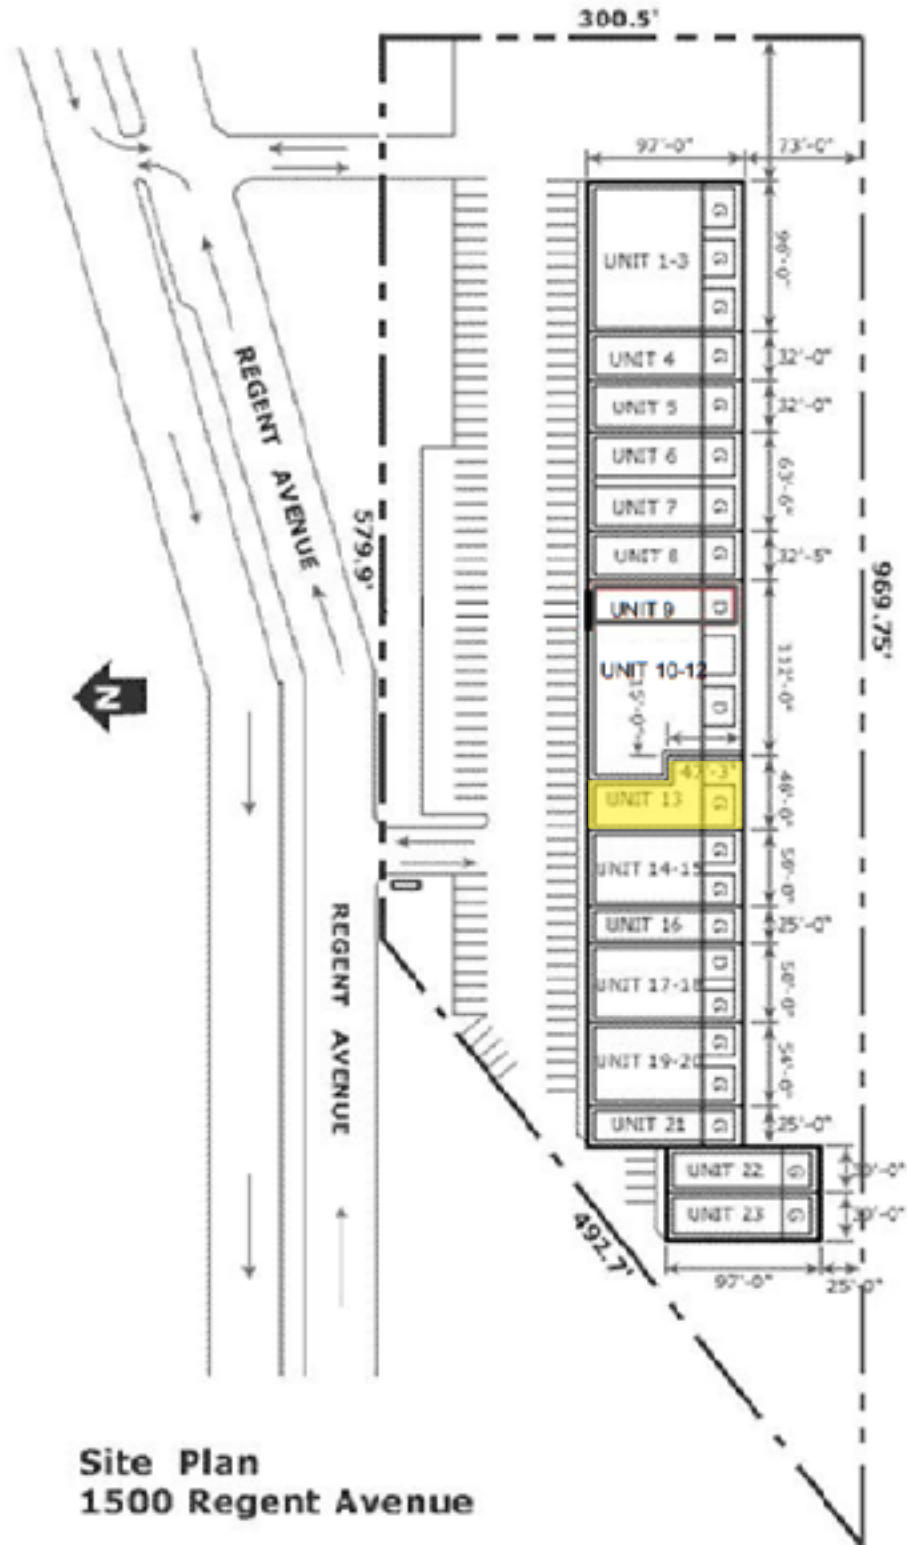 300.5'
97'-0"
73'-0"
G
G
UNIT 1-3
96'-0"
G
UNIT 4
G
32'-0"
UNIT 5
G
32'-0"
UNIT 6
G
63'-6"
UNIT 7
G
UNIT 8
G
32'-5"
REGENT AVENUE
579.9'
969.75'
UNIT 9
D
N
UNIT 10-12
112'-0"
15'-0"
D
47'-3"
UNIT 13
G
48'-0"
G
UNIT 14-15
50'-0"
G
UNIT 16
G
25'-0"
D
UNIT 17-18
50'-0"
G
REGENT AVENUE
G
UNIT 19-20
54'-0"
G
UNIT 21
G
25'-0"
UNIT 22
G
UNIT 23
G
492.7'
97'-0"
25'-0"
Site Plan
1500 Regent Avenue